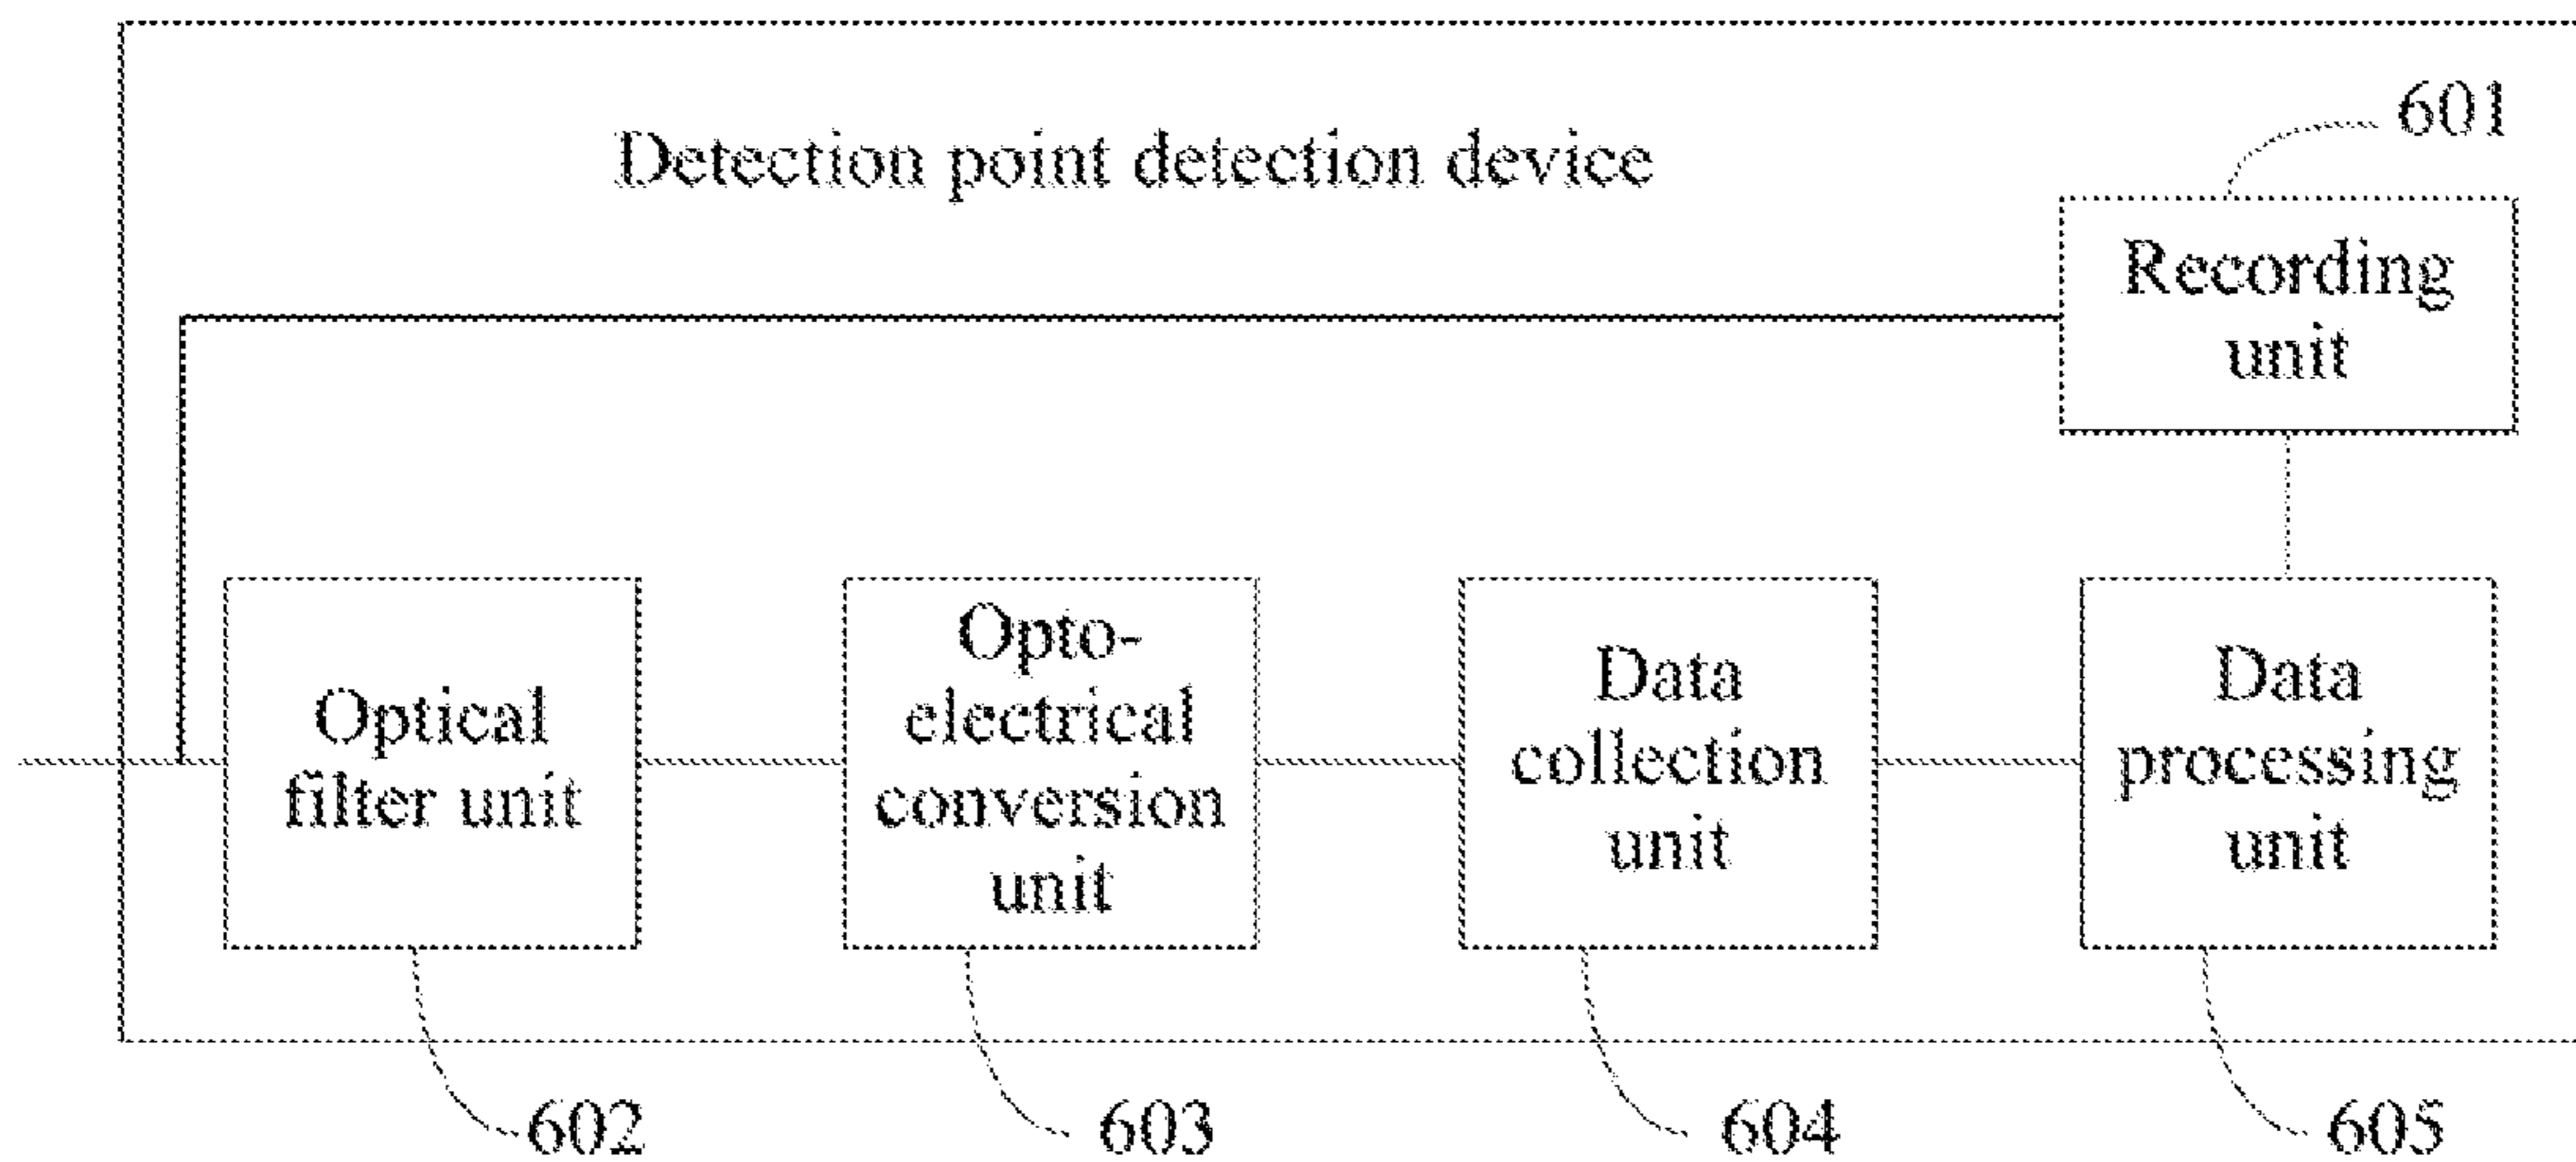 601
Detection point detection device
Recording
unit
Optical
filter unit
Opto-
electrical
conversion
unit
Data
collection
unit
Data
processing
unit
602
603
604
605